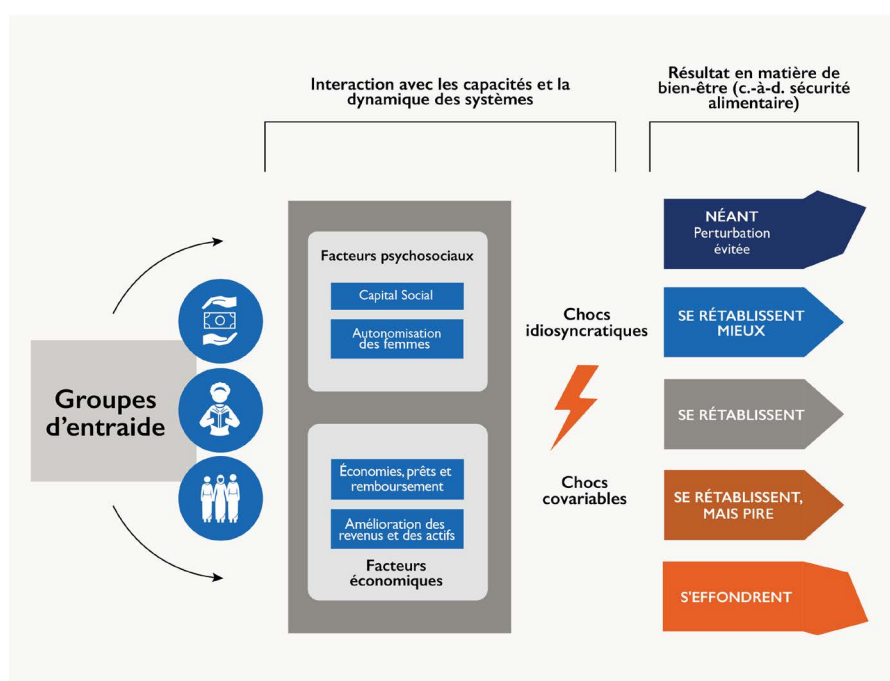 Interaction avec les capacités et la
dynamique des systèmes
Résultat en matière de
bien-être (c.-à-d. sécurité
alimentaire)
Groupes
d'entraide
Facteurs psychosociaux
Capital Social
Autonomisation
des femmes
Économies, prêts et
remboursement
Amélioration des
revenus et des actifs
Facteurs
économiques
Chocs
idiosyncratiques
Chocs
covariables
NÉANT
Perturbation
évitée
SE RÉTABLISSENT
MIEUX
SE RÉTABLISSENT
SE RÉTABLISSENT,
MAIS PIRE
S'EFFONDRENT